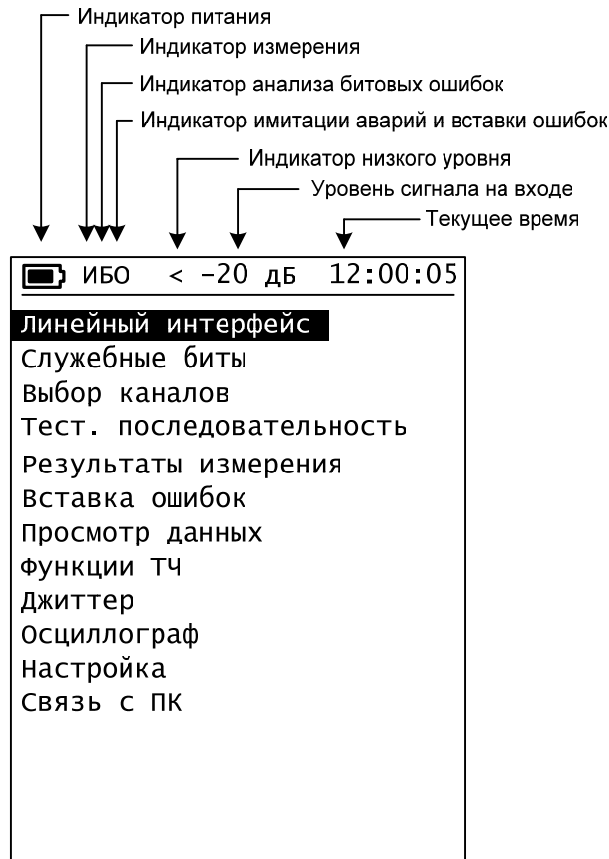 Индикатор питания
Индикатор измерения
Индикатор анализа битовых ошибок
Индикатор имитации аварий и вставки ошибок
Индикатор низкого уровня
Уровень сигнала на входе
Текущее время
ИБО < -20 дБ 12:00:05
Линейный интерфейс
Служебные биты
Выбор каналов
Тест. последовательность
Результаты измерения
Вставка ошибок
Просмотр данных
Функции ТЧ
Джиттер
Осциллограф
Настройка
Связь с ПК